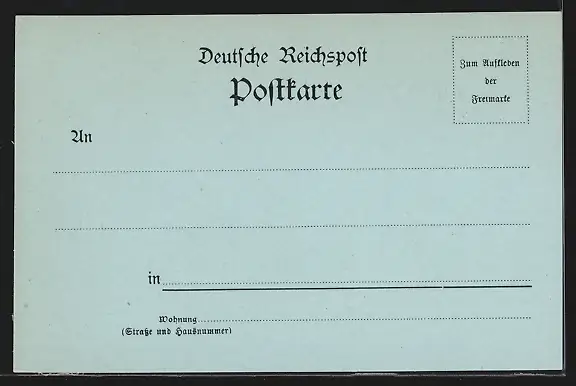 Deutſche Reichspoſt
Poſtkarte
Zum Aufkleben
der
Freimarke
An
in
Wohnung
(Straße und Hausnummer)